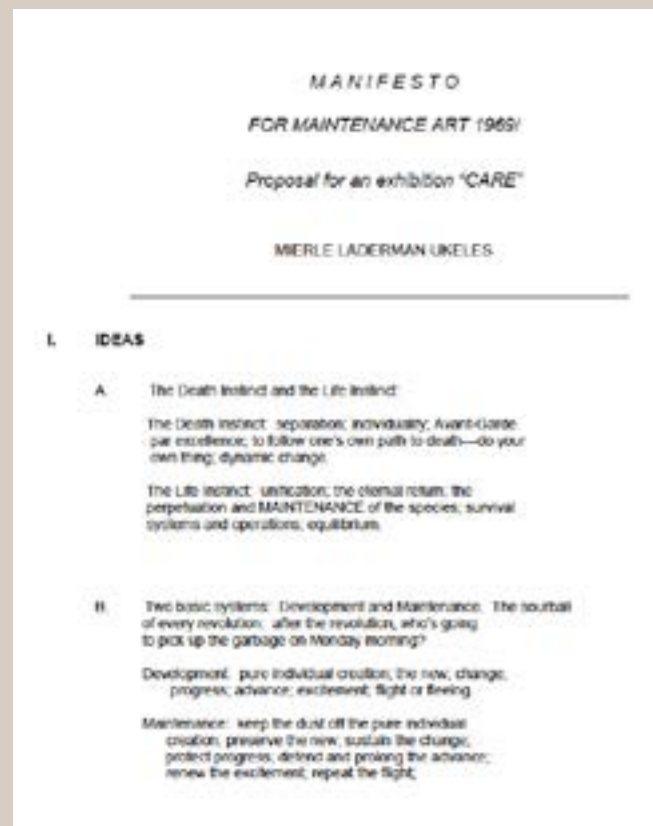 MANIFESTO
FOR MAINTENANCE ART 1969!
Proposal for an exhibition "CARE"
MIERLE LADERMAN UKELES
I. IDEAS
A. The Death Instinct and the Life Instinct:
The Death Instinct: separation; individuality; Avant-Garde
par excellence; to follow one's own path to death—do your
own thing; dynamic change.
The Life Instinct: unification; the eternal return; the
perpetuation and MAINTENANCE of the species; survival
systems and operations; equilibrium.
B. Two basic systems: Development and Maintenance. The sourball
of every revolution: after the revolution, who's going
to pick up the garbage on Monday morning?
Development: pure individual creation; the new; change;
progress; advance; excitement; flight or fleeing.
Maintenance: keep the dust off the pure individual
creation; preserve the new; sustain the change;
protect progress; defend and prolong the advance;
renew the excitement; repeat the flight;